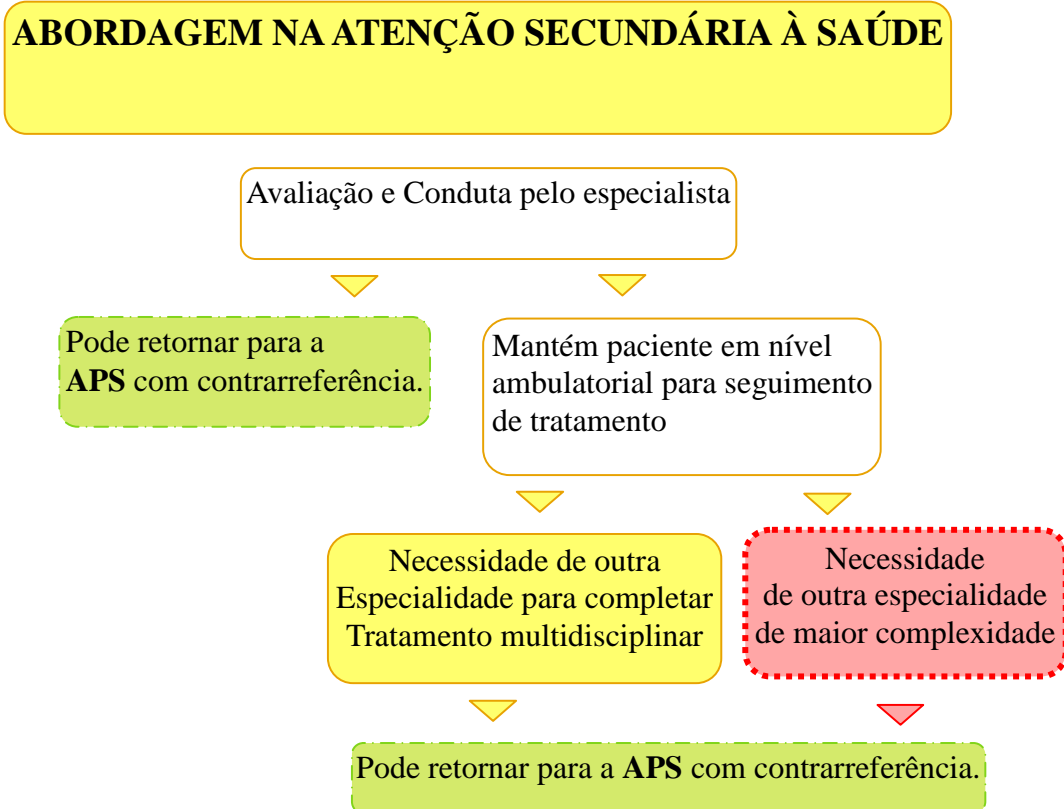 ABORDAGEM NA ATENÇÃO SECUNDÁRIA À SAÚDE
Avaliação e Conduta pelo especialista
Pode retornar para a
APS com contrarreferência.
Mantém paciente em nível
ambulatorial para seguimento
de tratamento
Necessidade de outra
Especialidade para completar
Tratamento multidisciplinar
Necessidade
de outra especialidade
de maior complexidade
Pode retornar para a APS com contrarreferência.